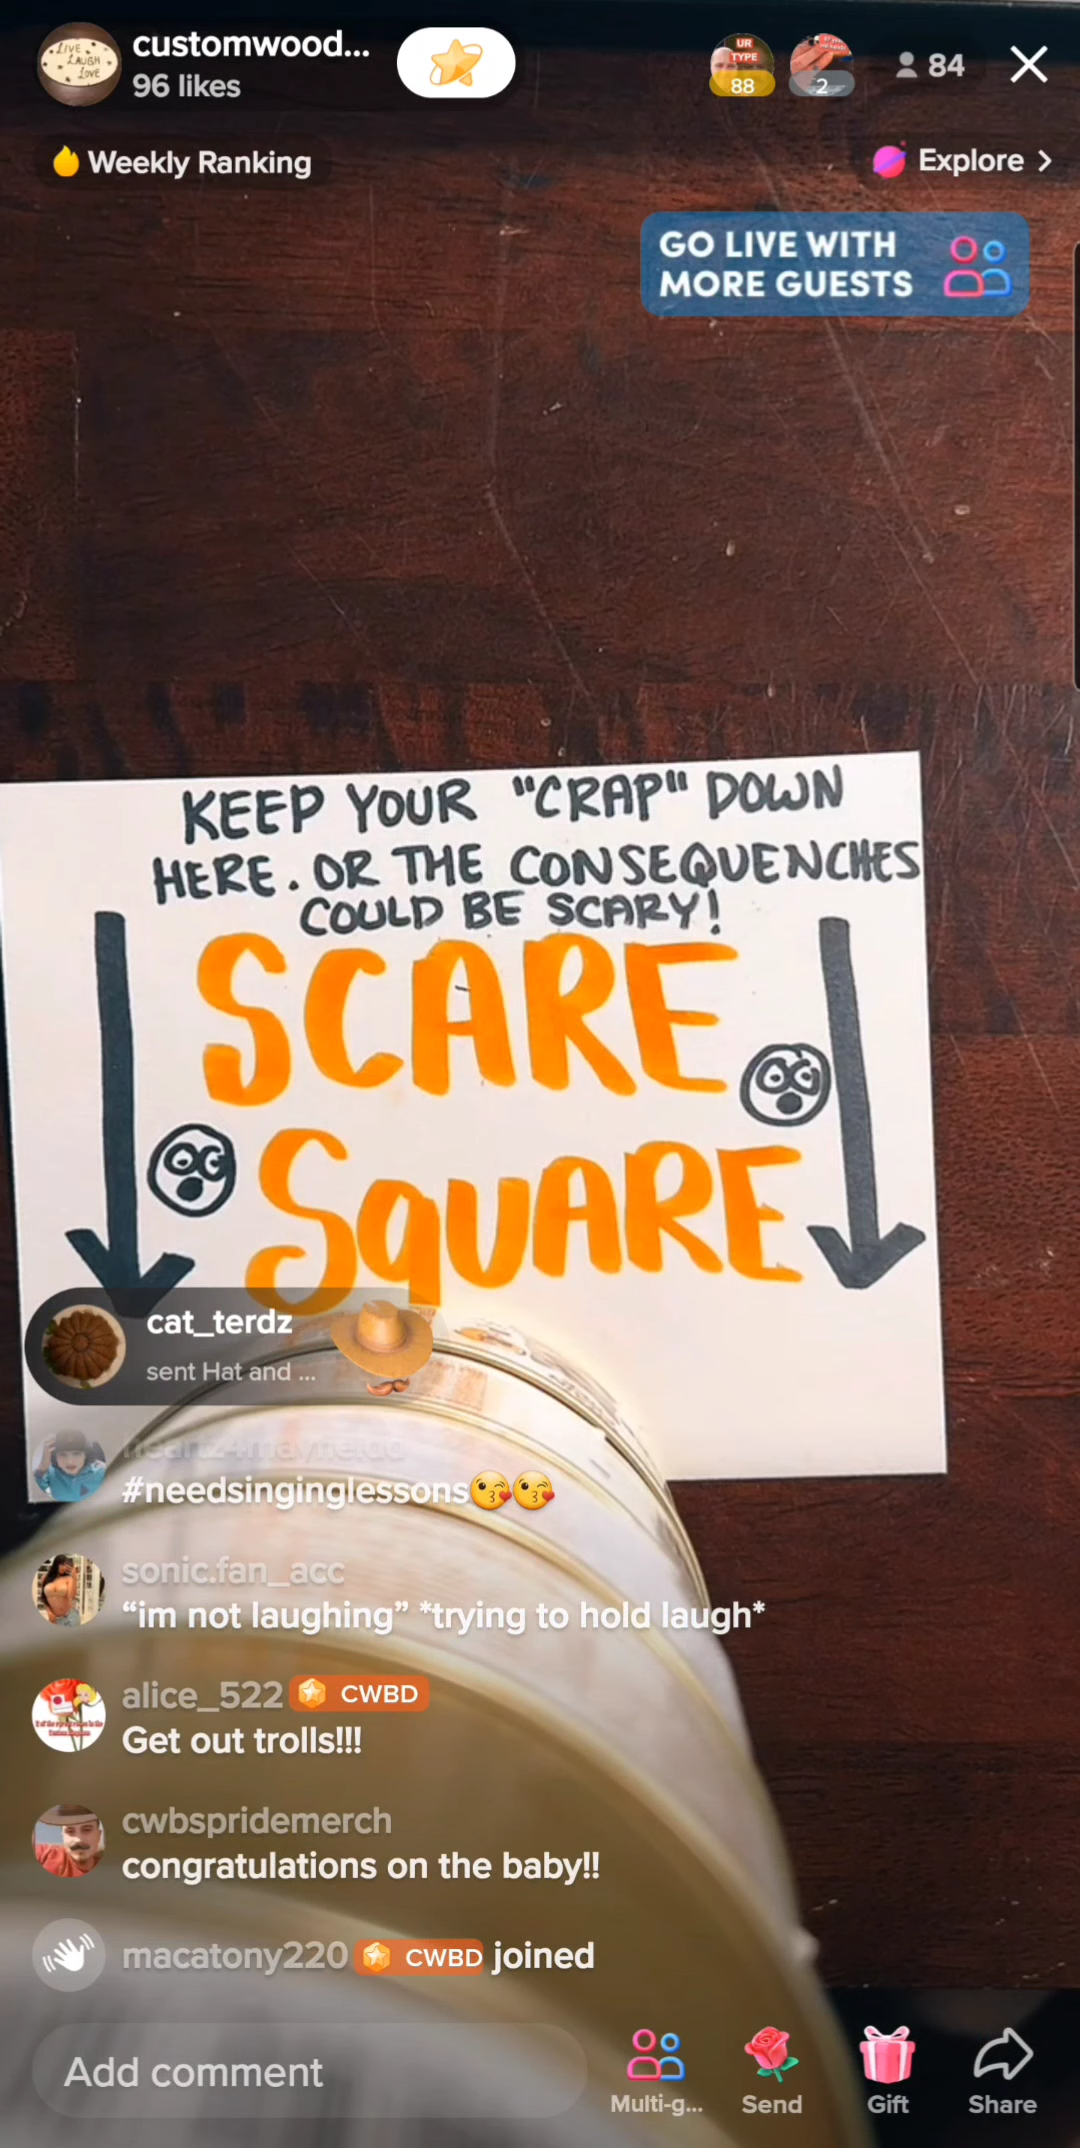 LIVE
LAUGH
LOVE
customwood...
96 likes
UR
TYPE
88
2
84
Weekly Ranking
Explore >
GO LIVE WITH
MORE GUESTS
KEEP YOUR "CRAP" DOWN
HERE. OR THE CONSEQUENCHES
COULD BE SCARY!
SCARE
SQUARE
cat_terdz
sent Hat and ...
#needsinginglessons😘😘
sonic.fan_acc
“im not laughing” *trying to hold laugh*
alice_522 CWBD
Get out trolls!!!
cwbspridemerch
congratulations on the baby!!
macatony220 CWBD joined
Add comment
Multi-g...
Send
Gift
Share